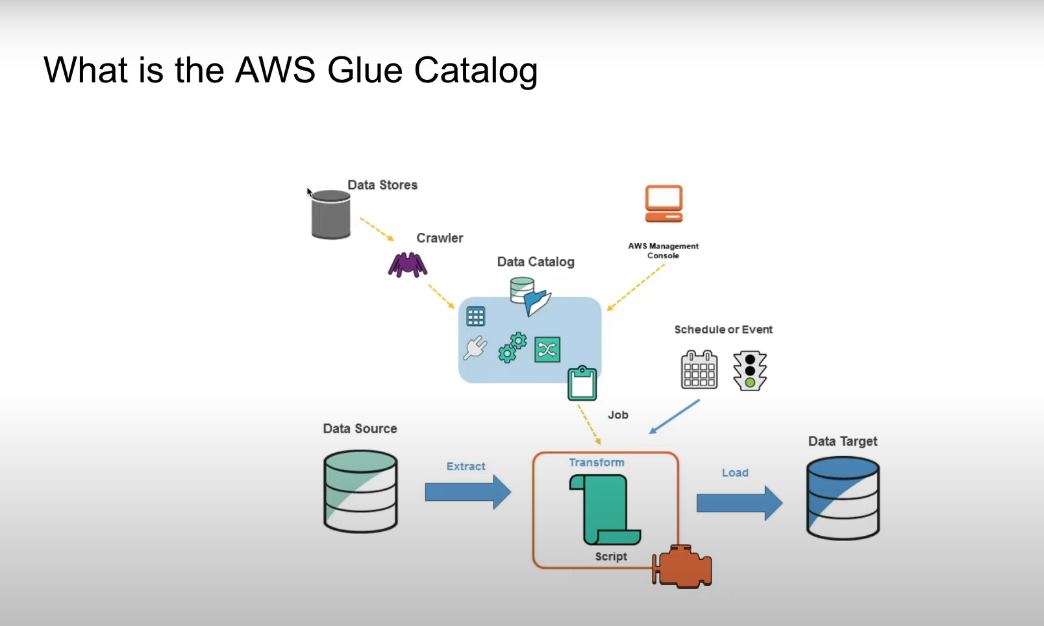 What is the AWS Glue Catalog
Data Stores
Crawler
Data Catalog
AWS Management
Console
Schedule or Event
Job
Data Source
Extract
Transform
Script
Load
Data Target